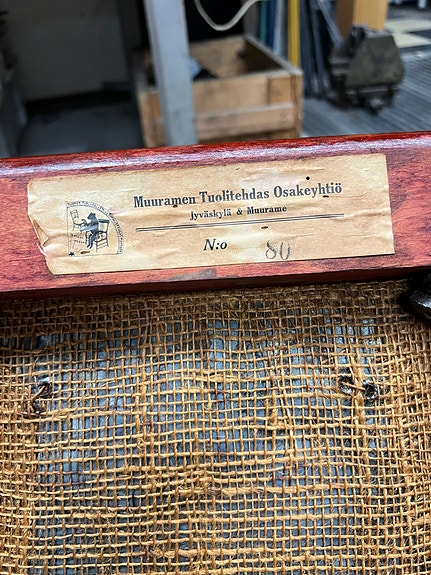 Muuramen Tuolitehdas Osakeyhtiö
Jyväskylä & Muurame
N:o 80